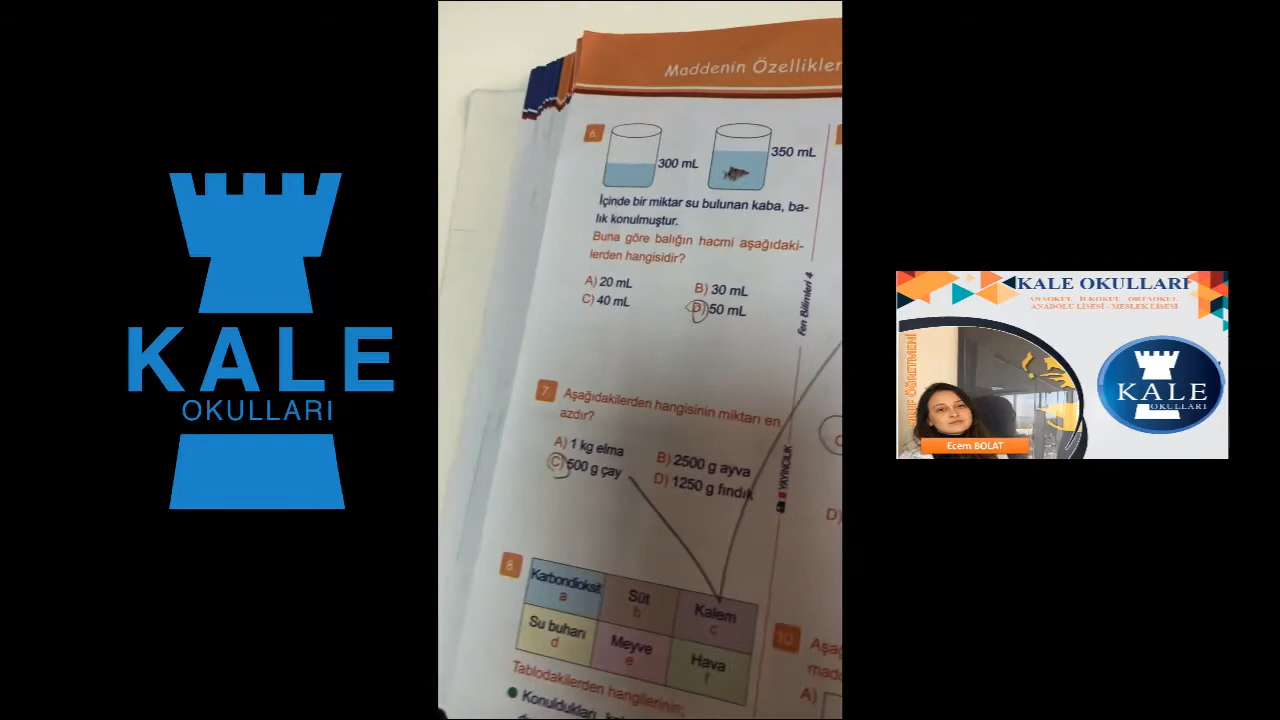 KALE
OKULLARI
Maddenin Özellikler
6.
300 mL
350 mL
İçinde bir miktar su bulunan kaba, ba-
lık konulmuştur.
Buna göre balığın hacmi aşağıdaki-
lerden hangisidir?
A) 20 mL
B) 30 mL
C) 40 mL
D) 50 mL
Fen Bilimleri 4
7.
Aşağıdakilerden hangisinin miktarı en
azdır?
A) 1 kg elma
B) 2500 g ayva
C) 500 g çay
D) 1250 g fındık
YAYINCILIK
D)
8.
Karbondioksit
a
Süt
b
Kalem
c
Su buharı
d
Meyve
e
Hava
f
Tablodakilerden hangilerinin;
10.
A)
KALE OKULLARI
ANAOKUL İLKOKUL ORTAOKUL
ANADOLU LİSESİ - MESLEK LİSESİ
Ecem BOLAT
KALE
OKULLARI